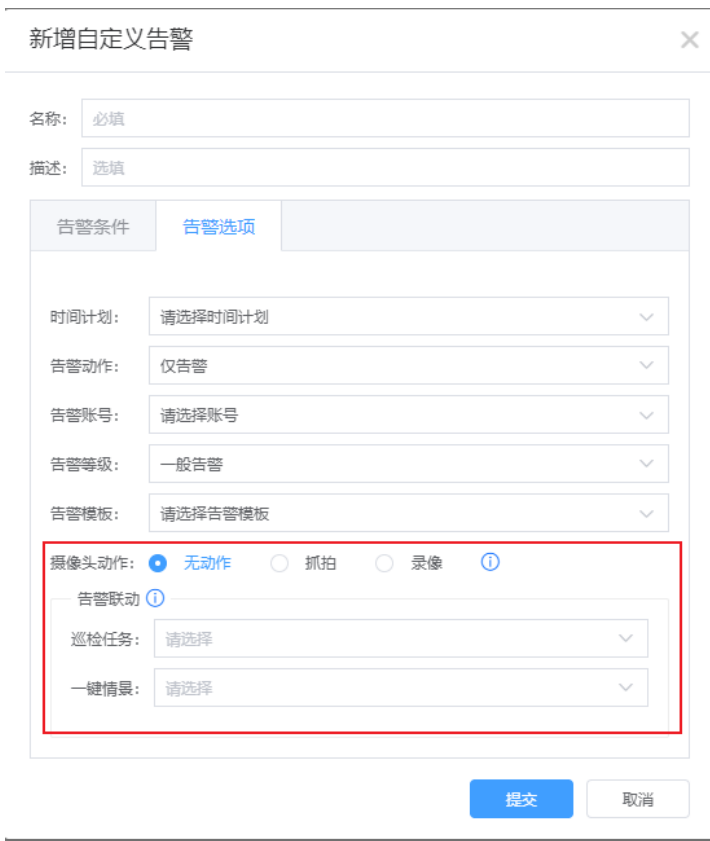 新增自定义告警
名称: 必填
描述: 选填
告警条件 告警选项
时间计划: 请选择时间计划
告警动作: 仅告警
告警账号: 请选择账号
告警等级: 一般告警
告警模板: 请选择告警模板
摄像头动作: 无动作 抓拍 录像
告警联动
巡检任务: 请选择
一键情景: 请选择
提交 取消